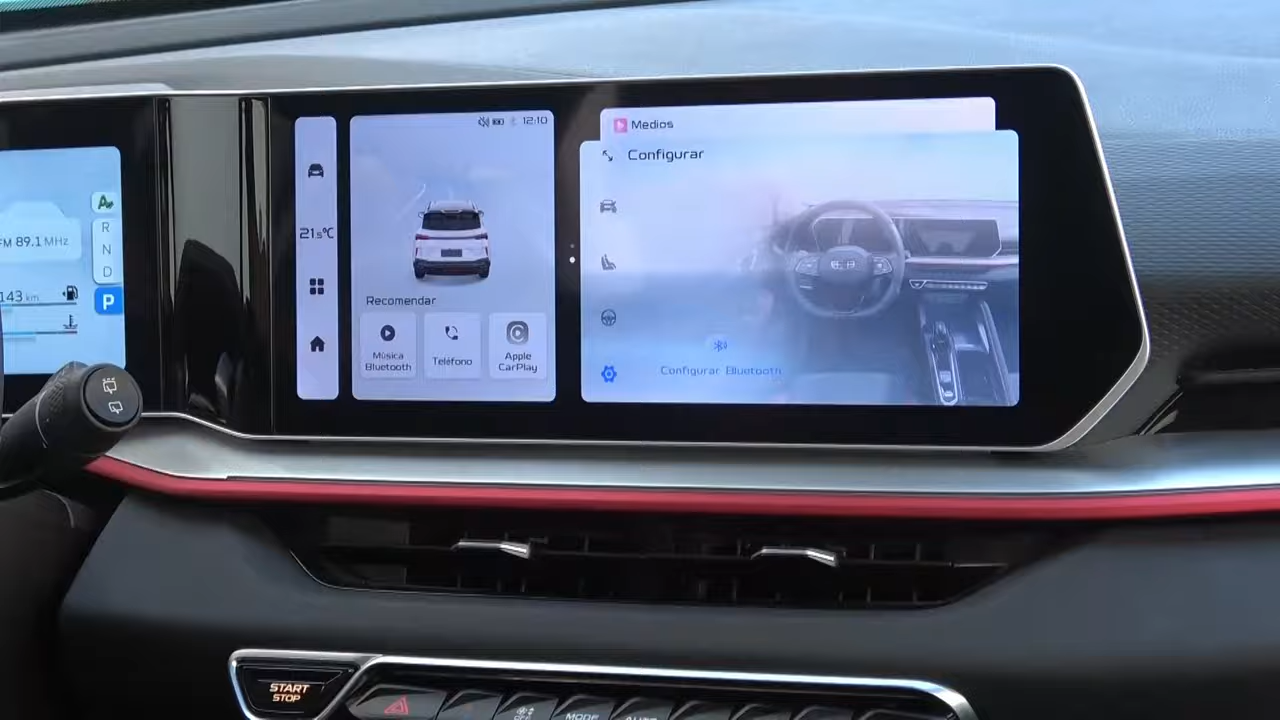 FM 89.1 MHz
143 km
A
R
N
D
P
21.5°C
12:10
Recomendar
Música
Bluetooth
Teléfono
Apple
CarPlay
Medios
Configurar
Configurar Bluetooth
START
STOP
MODE
AUTO